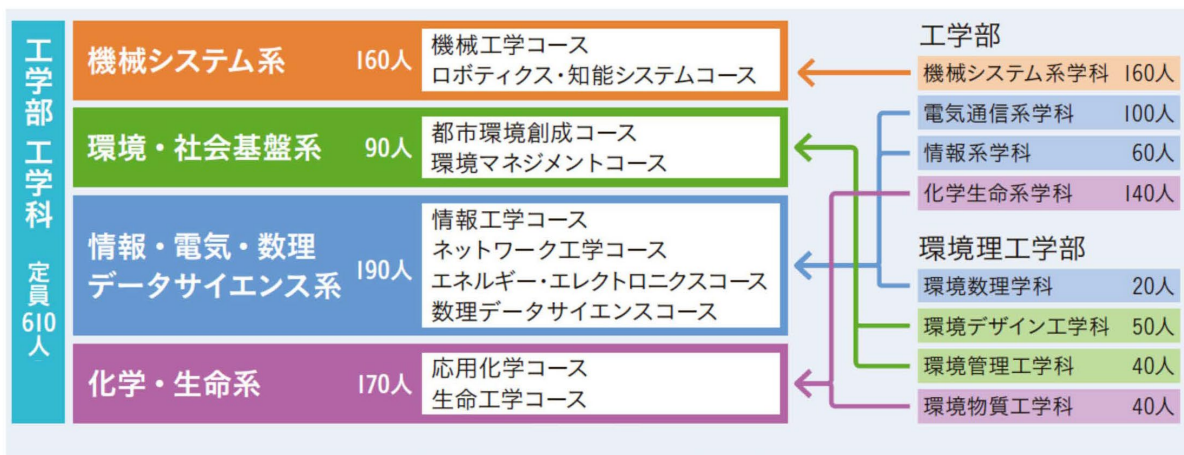 工学部 工学科 定員610人
機械システム系 160人
機械工学コース
ロボティクス・知能システムコース
環境・社会基盤系 90人
都市環境創成コース
環境マネジメントコース
情報・電気・数理
データサイエンス系 190人
情報工学コース
ネットワーク工学コース
エネルギー・エレクトロニクスコース
数理データサイエンスコース
化学・生命系 170人
応用化学コース
生命工学コース
工学部
機械システム系学科 160人
電気通信系学科 100人
情報系学科 60人
化学生命系学科 140人
環境理工学部
環境数理学科 20人
環境デザイン工学科 50人
環境管理工学科 40人
環境物質工学科 40人